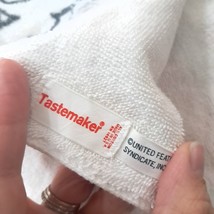 Tastemaker®
©UNITED FEAT
SYNDICATE, INC.